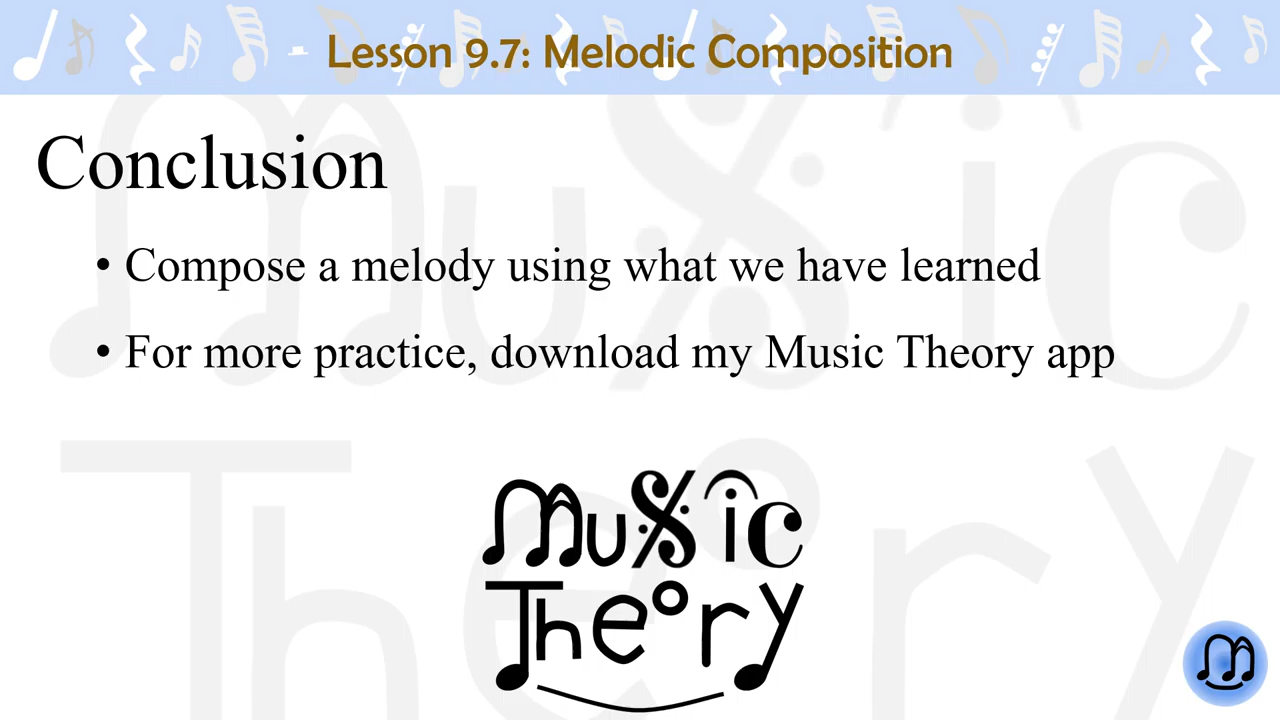 Lesson 9.7: Melodic Composition
Conclusion
• Compose a melody using what we have learned
• For more practice, download my Music Theory app
Music
Theory